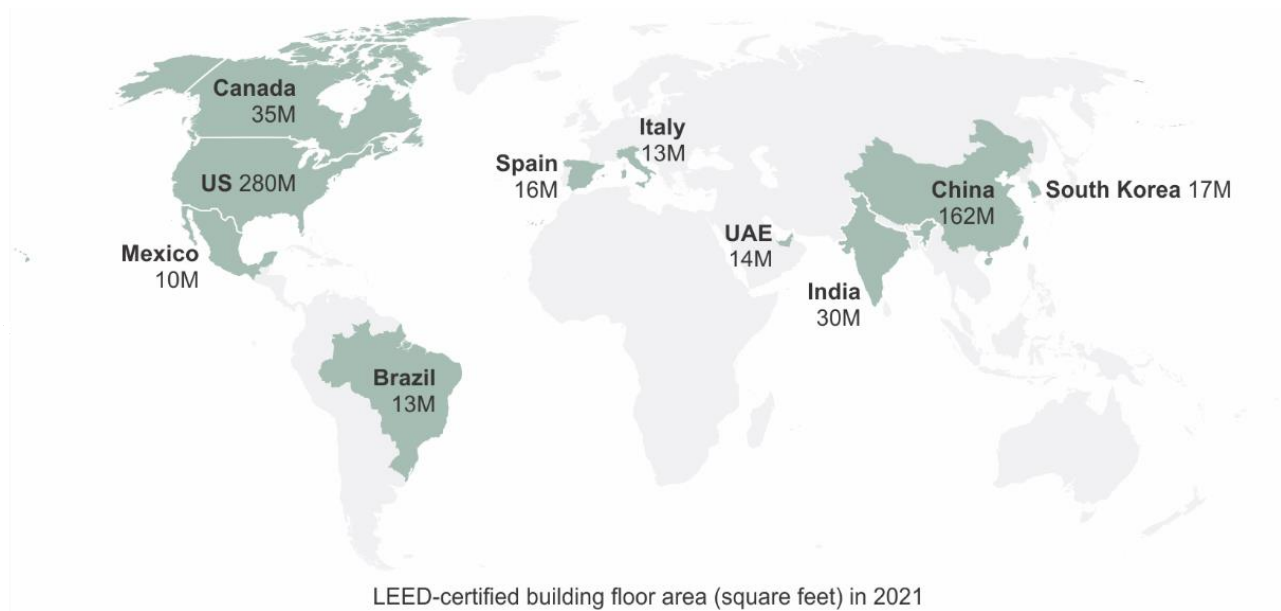 Canada
35M
US 280M
Mexico
10M
Brazil
13M
Spain
16M
Italy
13M
UAE
14M
India
30M
China
162M
South Korea 17M
LEED-certified building floor area (square feet) in 2021